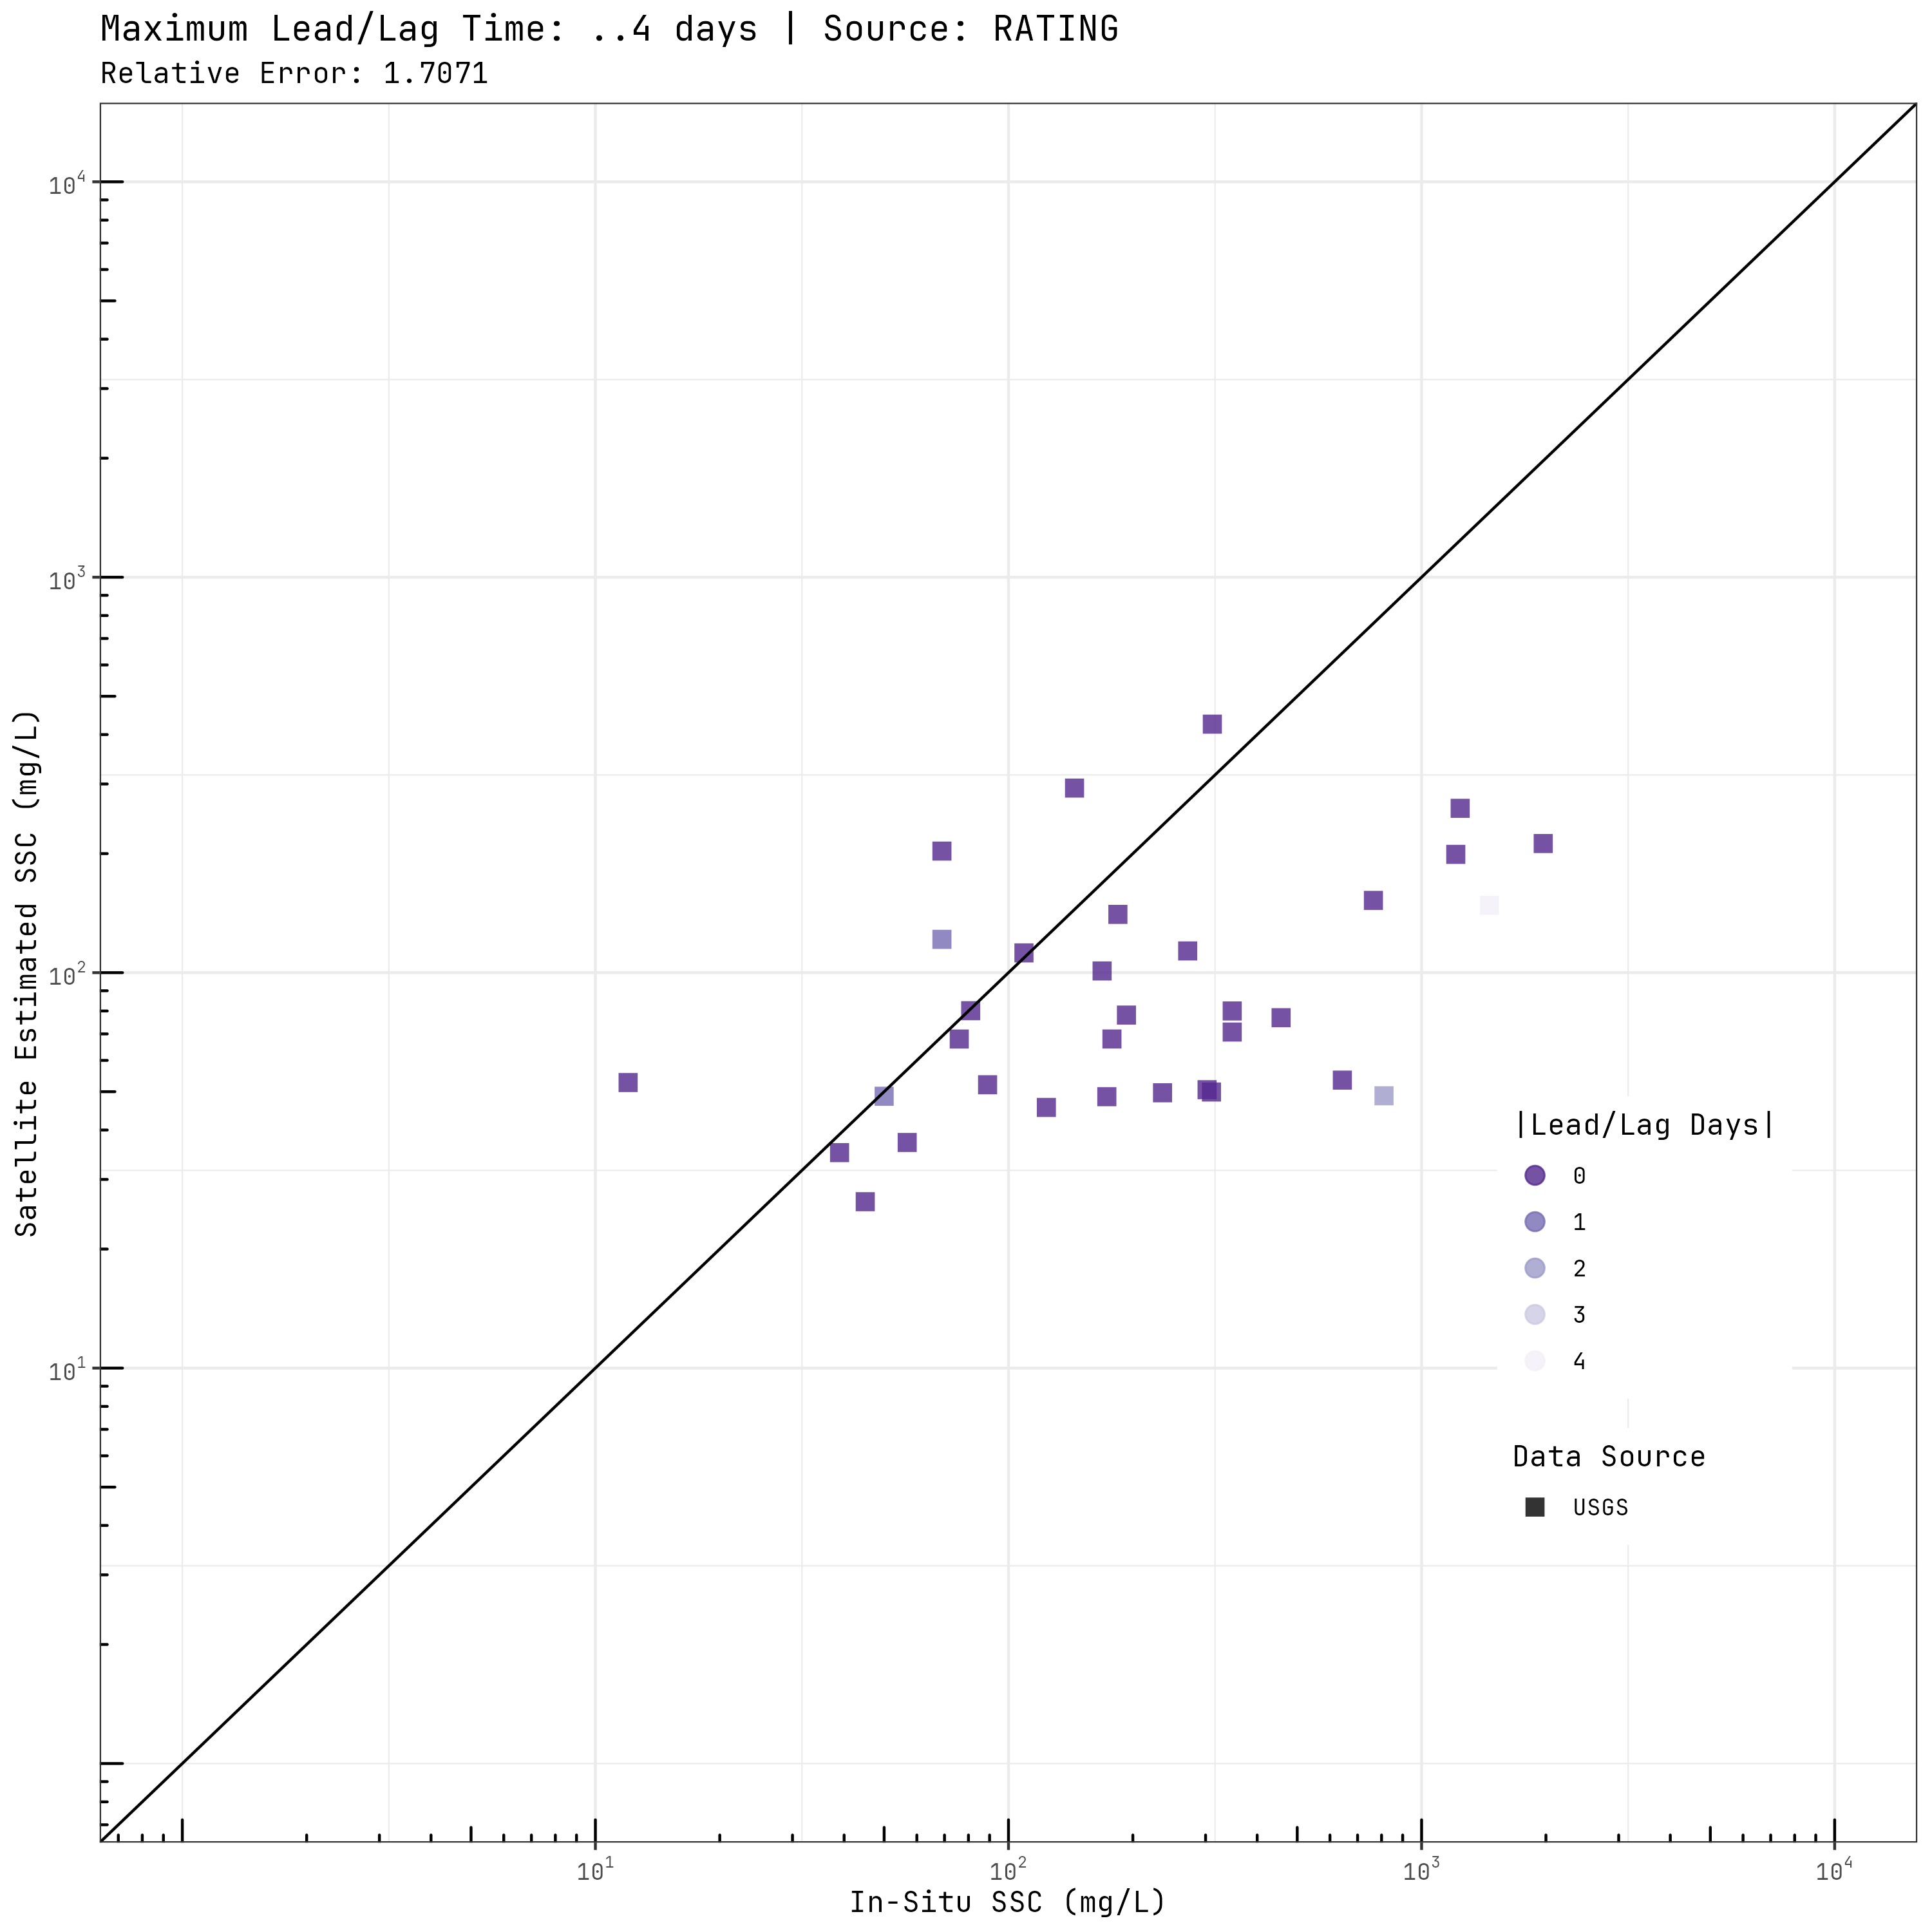 Maximum Lead/Lag Time: ..4 days | Source: RATING
Relative Error: 1.7071
10⁴
10³
10²
10¹
Satellite Estimated SSC (mg/L)
|Lead/Lag Days|
0
1
2
3
4
Data Source
USGS
10¹ 10² 10³ 10⁴
In-Situ SSC (mg/L)